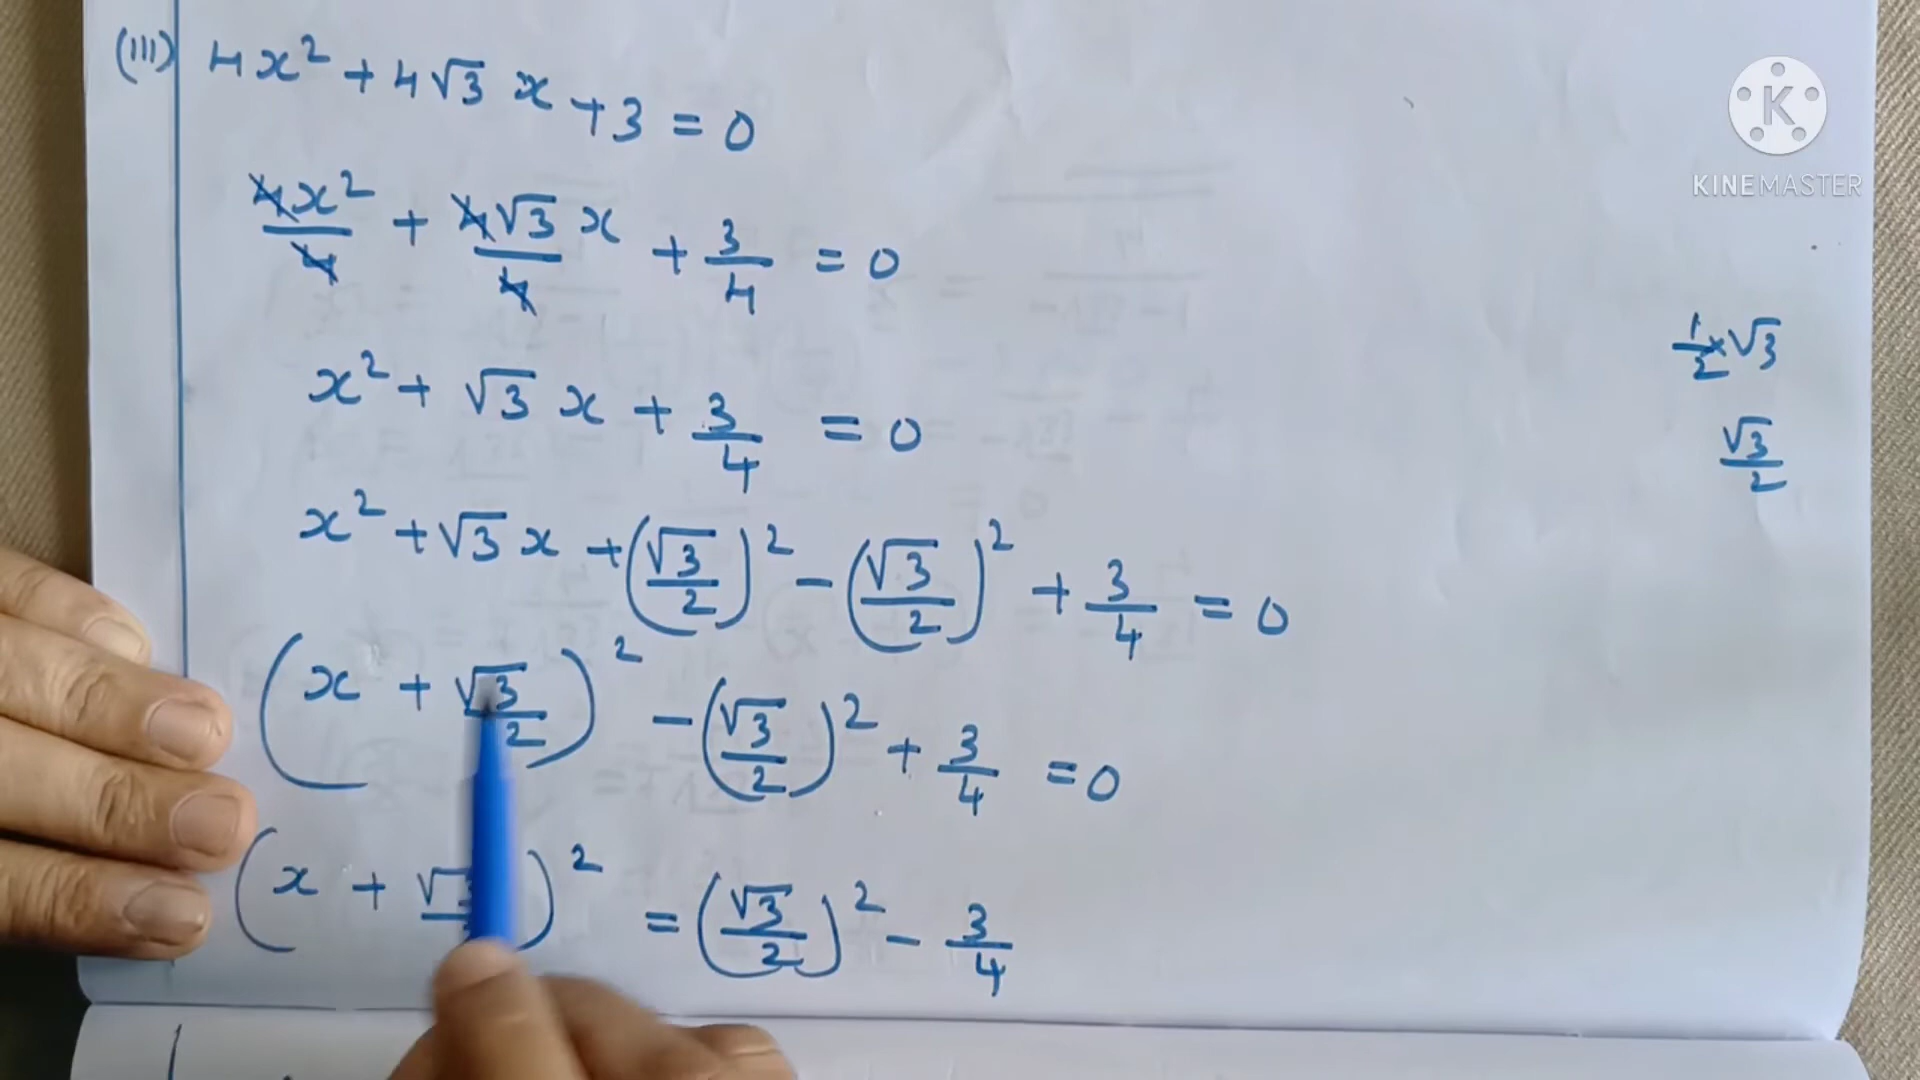 (iii) 4x² + 4√3 x + 3 = 0
4x²/4 + 4√3 x/4 + 3/4 = 0
x² + √3 x + 3/4 = 0
x² + √3 x + (√3/2)² - (√3/2)² + 3/4 = 0
(x + √3/2)² - (√3/2)² + 3/4 = 0
(x + √ )² = (√3/2)² - 3/4
1/2 × √3
√3/2
K
KINEMASTER